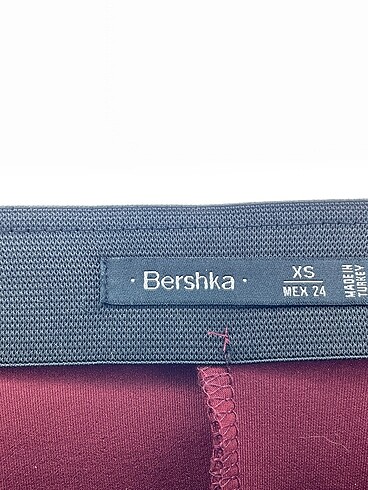 · Bershka ·
XS
MEX 24
MADE IN
TURKEY